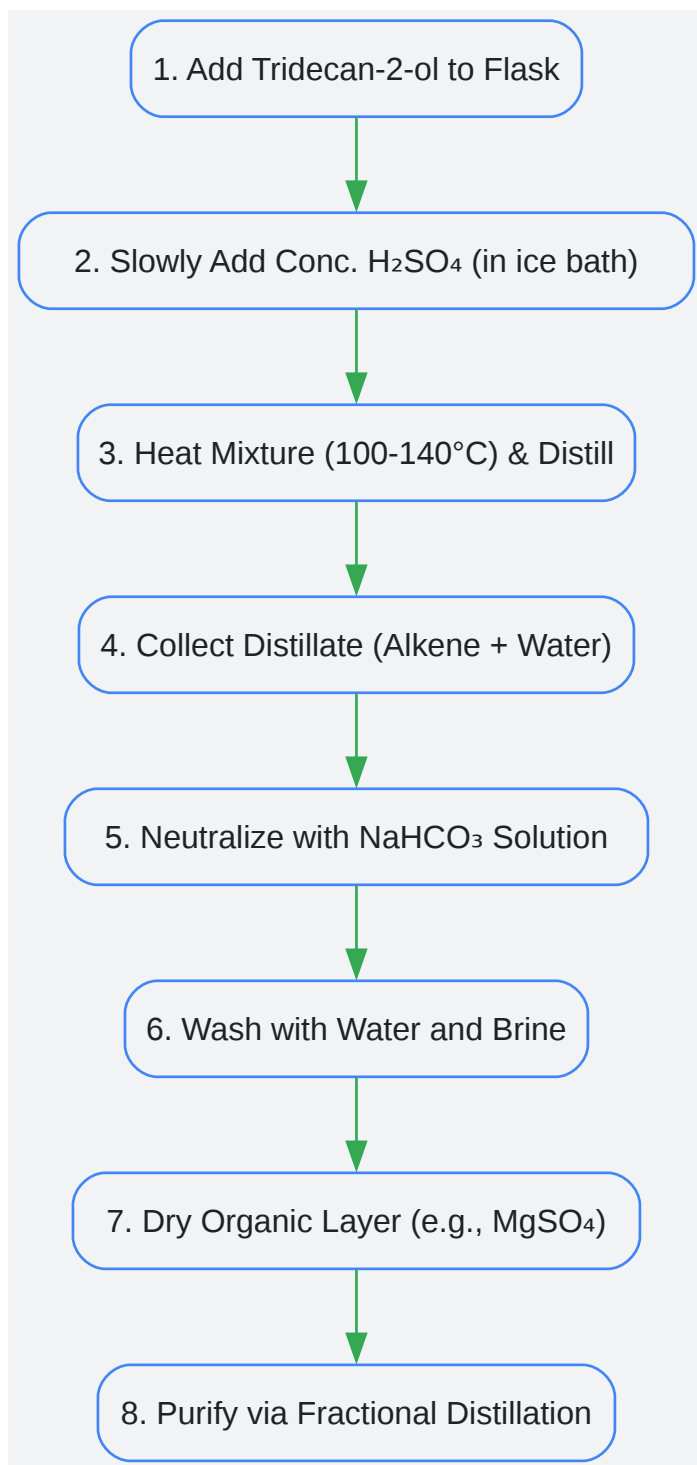 1. Add Tridecan-2-ol to Flask
2. Slowly Add Conc. H₂SO₄ (in ice bath)
3. Heat Mixture (100-140°C) & Distill
4. Collect Distillate (Alkene + Water)
5. Neutralize with NaHCO₃ Solution
6. Wash with Water and Brine
7. Dry Organic Layer (e.g., MgSO₄)
8. Purify via Fractional Distillation